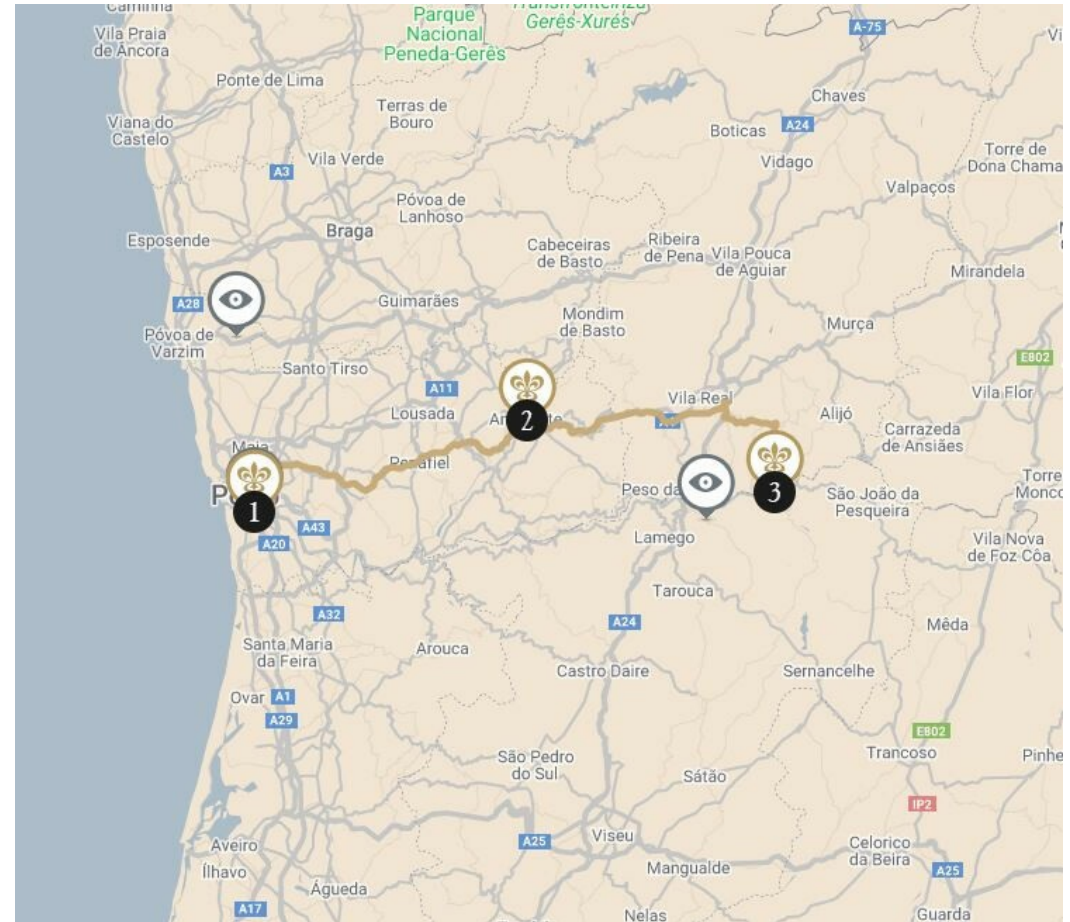 Caminha
Parque
Nacional
Peneda-Gerês
Transfronteiriza
Gerês-Xurés
A-75
Vila Praia
de Âncora
Ponte de Lima
Chaves
Terras de
Bouro
Viana do
Castelo
Boticas
A24
Torre de
Dona Chama
A3
Vila Verde
Vidago
Valpaços
Póvoa de
Lanhoso
Esposende
Braga
Cabeceiras
de Basto
Ribeira
de Pena
Vila Pouca
de Aguiar
Mirandela
A28
Guimarães
Póvoa de
Varzim
Mondim
de Basto
Murça
E802
Santo Tirso
A11
Vila Real
Vila Flor
Lousada
2
Alijó
Carrazeda
de Ansiães
Maia
Penafiel
1
Peso da
3
São João da
Pesqueira
Torre
Monco
A43
A20
Lamego
Vila Nova
de Foz Côa
Tarouca
A32
A24
Mêda
Santa Maria
da Feira
Arouca
Castro Daire
Sernancelhe
Ovar
A1
A29
E802
Trancoso
Pinhe
São Pedro
do Sul
Sátão
IP2
Aveiro
A25
Viseu
Celorico
da Beira
Ílhavo
Mangualde
A25
Águeda
A17
Nelas
Guarda